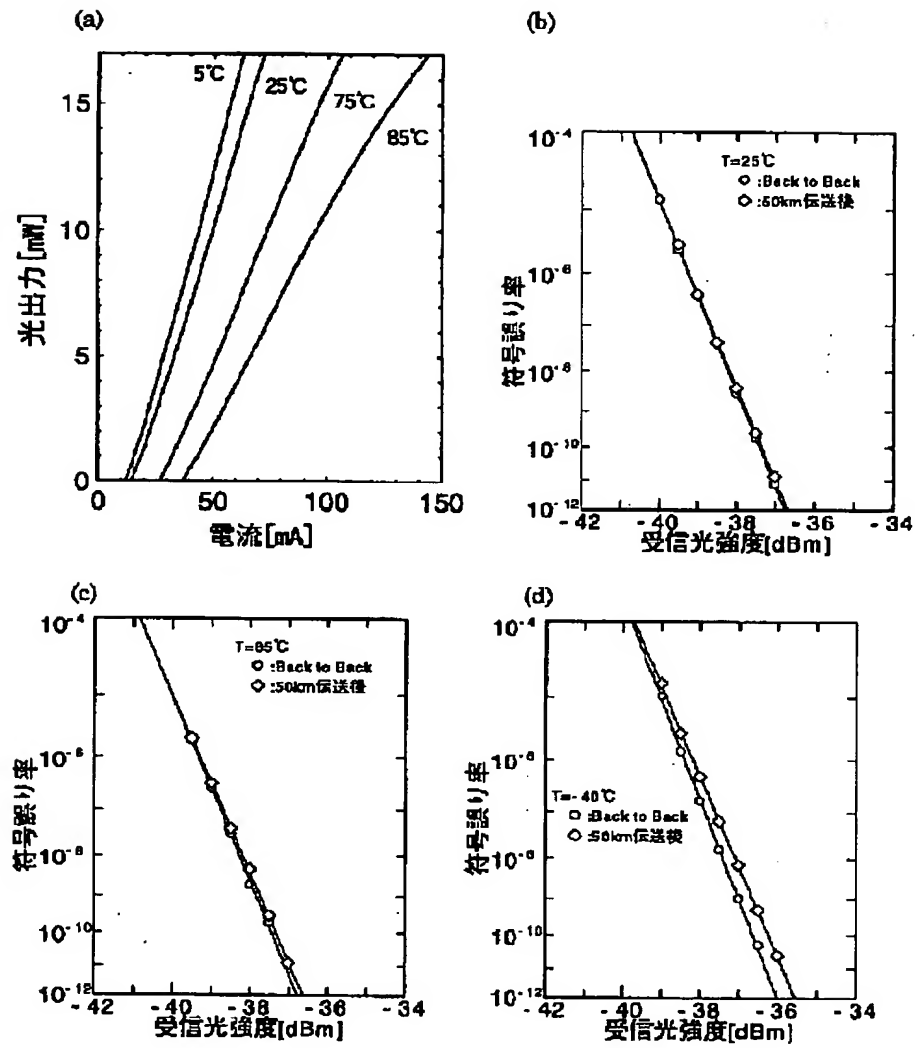 (a)
光出力[mW]
15
10
5
0
5℃
25℃
75℃
85℃
0
50
100
150
電流[mA]
(b)
符号誤り率
10-4
10-6
10-8
10-10
10-12
T=25℃
:Back to Back
:50km伝送後
-42
-40
-38
-36
-34
受信光強度[dBm]
(c)
符号誤り率
10-4
10-6
10-8
10-10
10-12
T=85℃
:Back to Back
:50km伝送後
-42
-40
-38
-36
-34
受信光強度[dBm]
(d)
符号誤り率
10-4
10-6
10-8
10-10
10-12
T=-40℃
:Back to Back
:50km伝送後
-42
-40
-38
-36
-34
受信光強度[dBm]